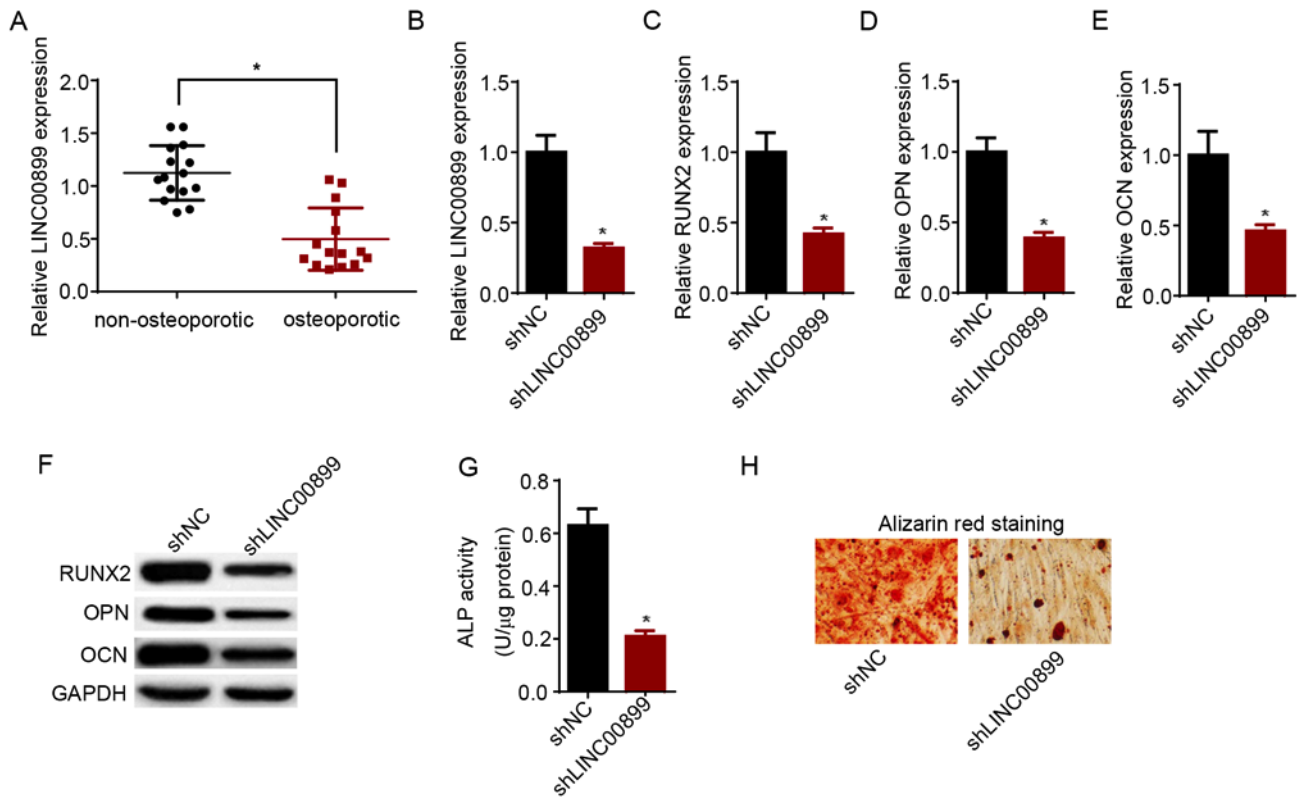 A
Relative LINC00899 expression
2.0
1.5
1.0
0.5
0.0
*
non-osteoporotic
osteoporotic
B
Relative LINC00899 expression
1.5
1.0
0.5
0.0
*
shNC
shLINC00899
C
Relative RUNX2 expression
1.5
1.0
0.5
0.0
*
shNC
shLINC00899
D
Relative OPN expression
1.5
1.0
0.5
0.0
*
shNC
shLINC00899
E
Relative OCN expression
1.5
1.0
0.5
0.0
*
shNC
shLINC00899
F
shNC
shLINC00899
RUNX2
OPN
OCN
GAPDH
G
ALP activity
(U/μg protein)
0.8
0.6
0.4
0.2
0.0
*
shNC
shLINC00899
H
Alizarin red staining
shNC
shLINC00899